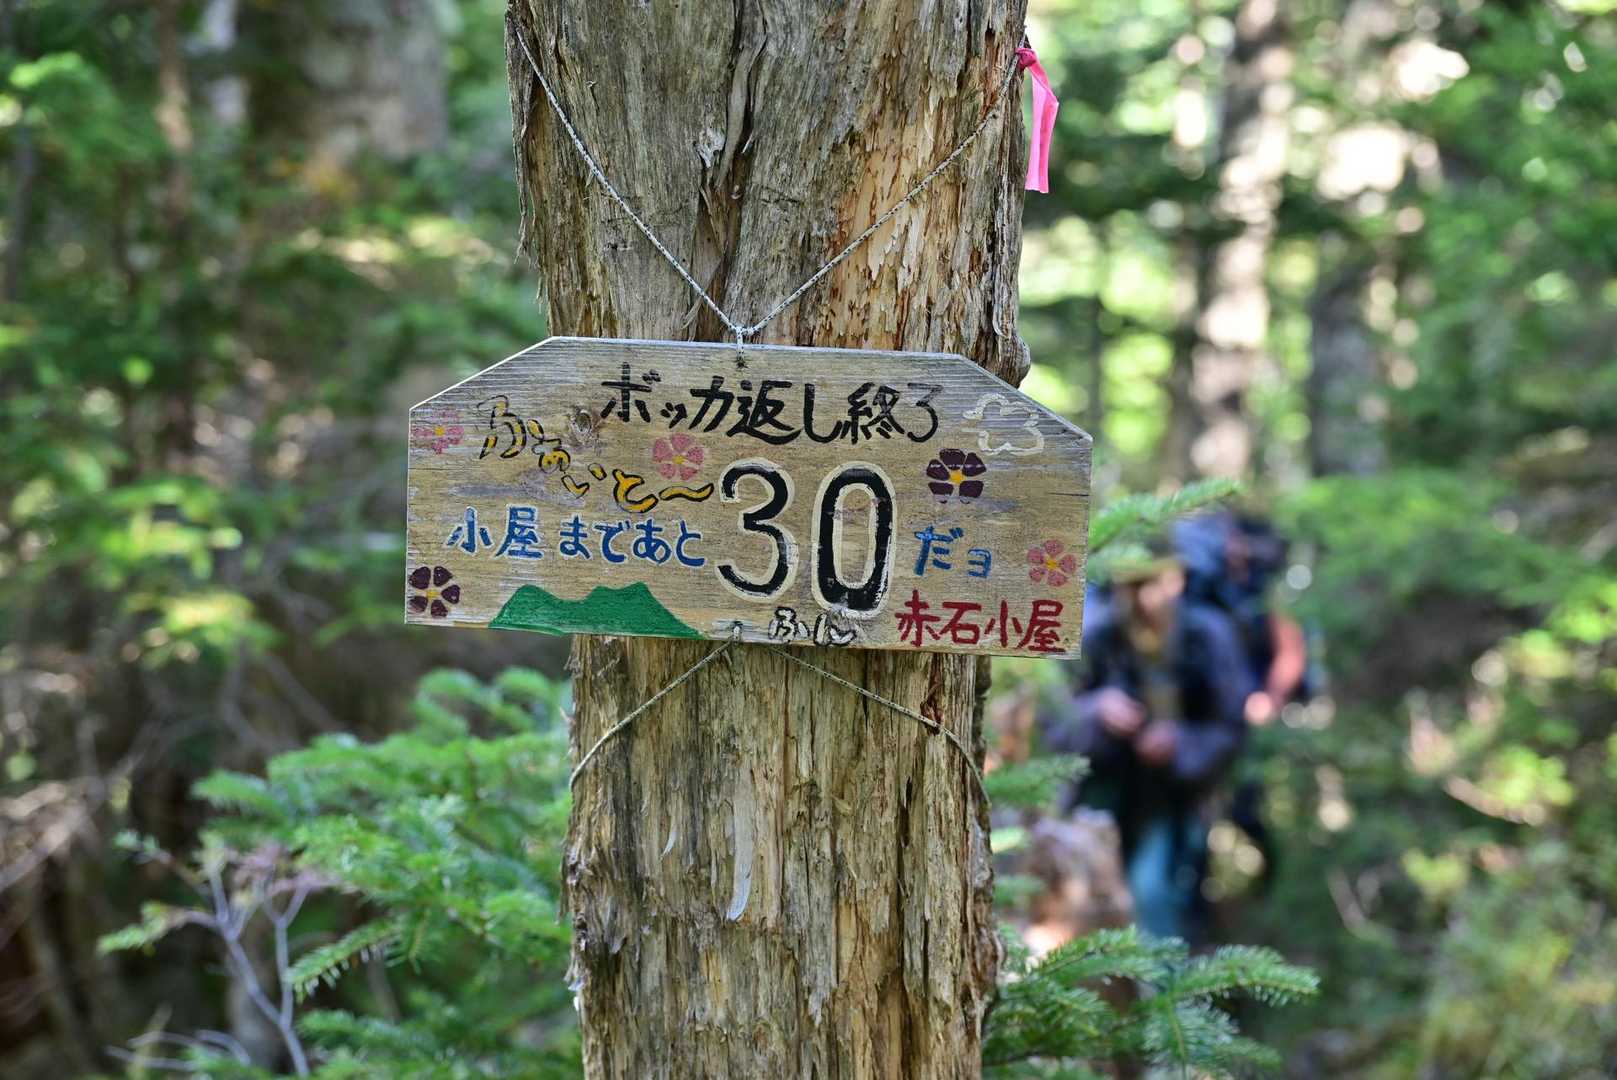 ボッカ返し終了
ふぁいと〜
小屋まであと30だョ
ふん
赤石小屋